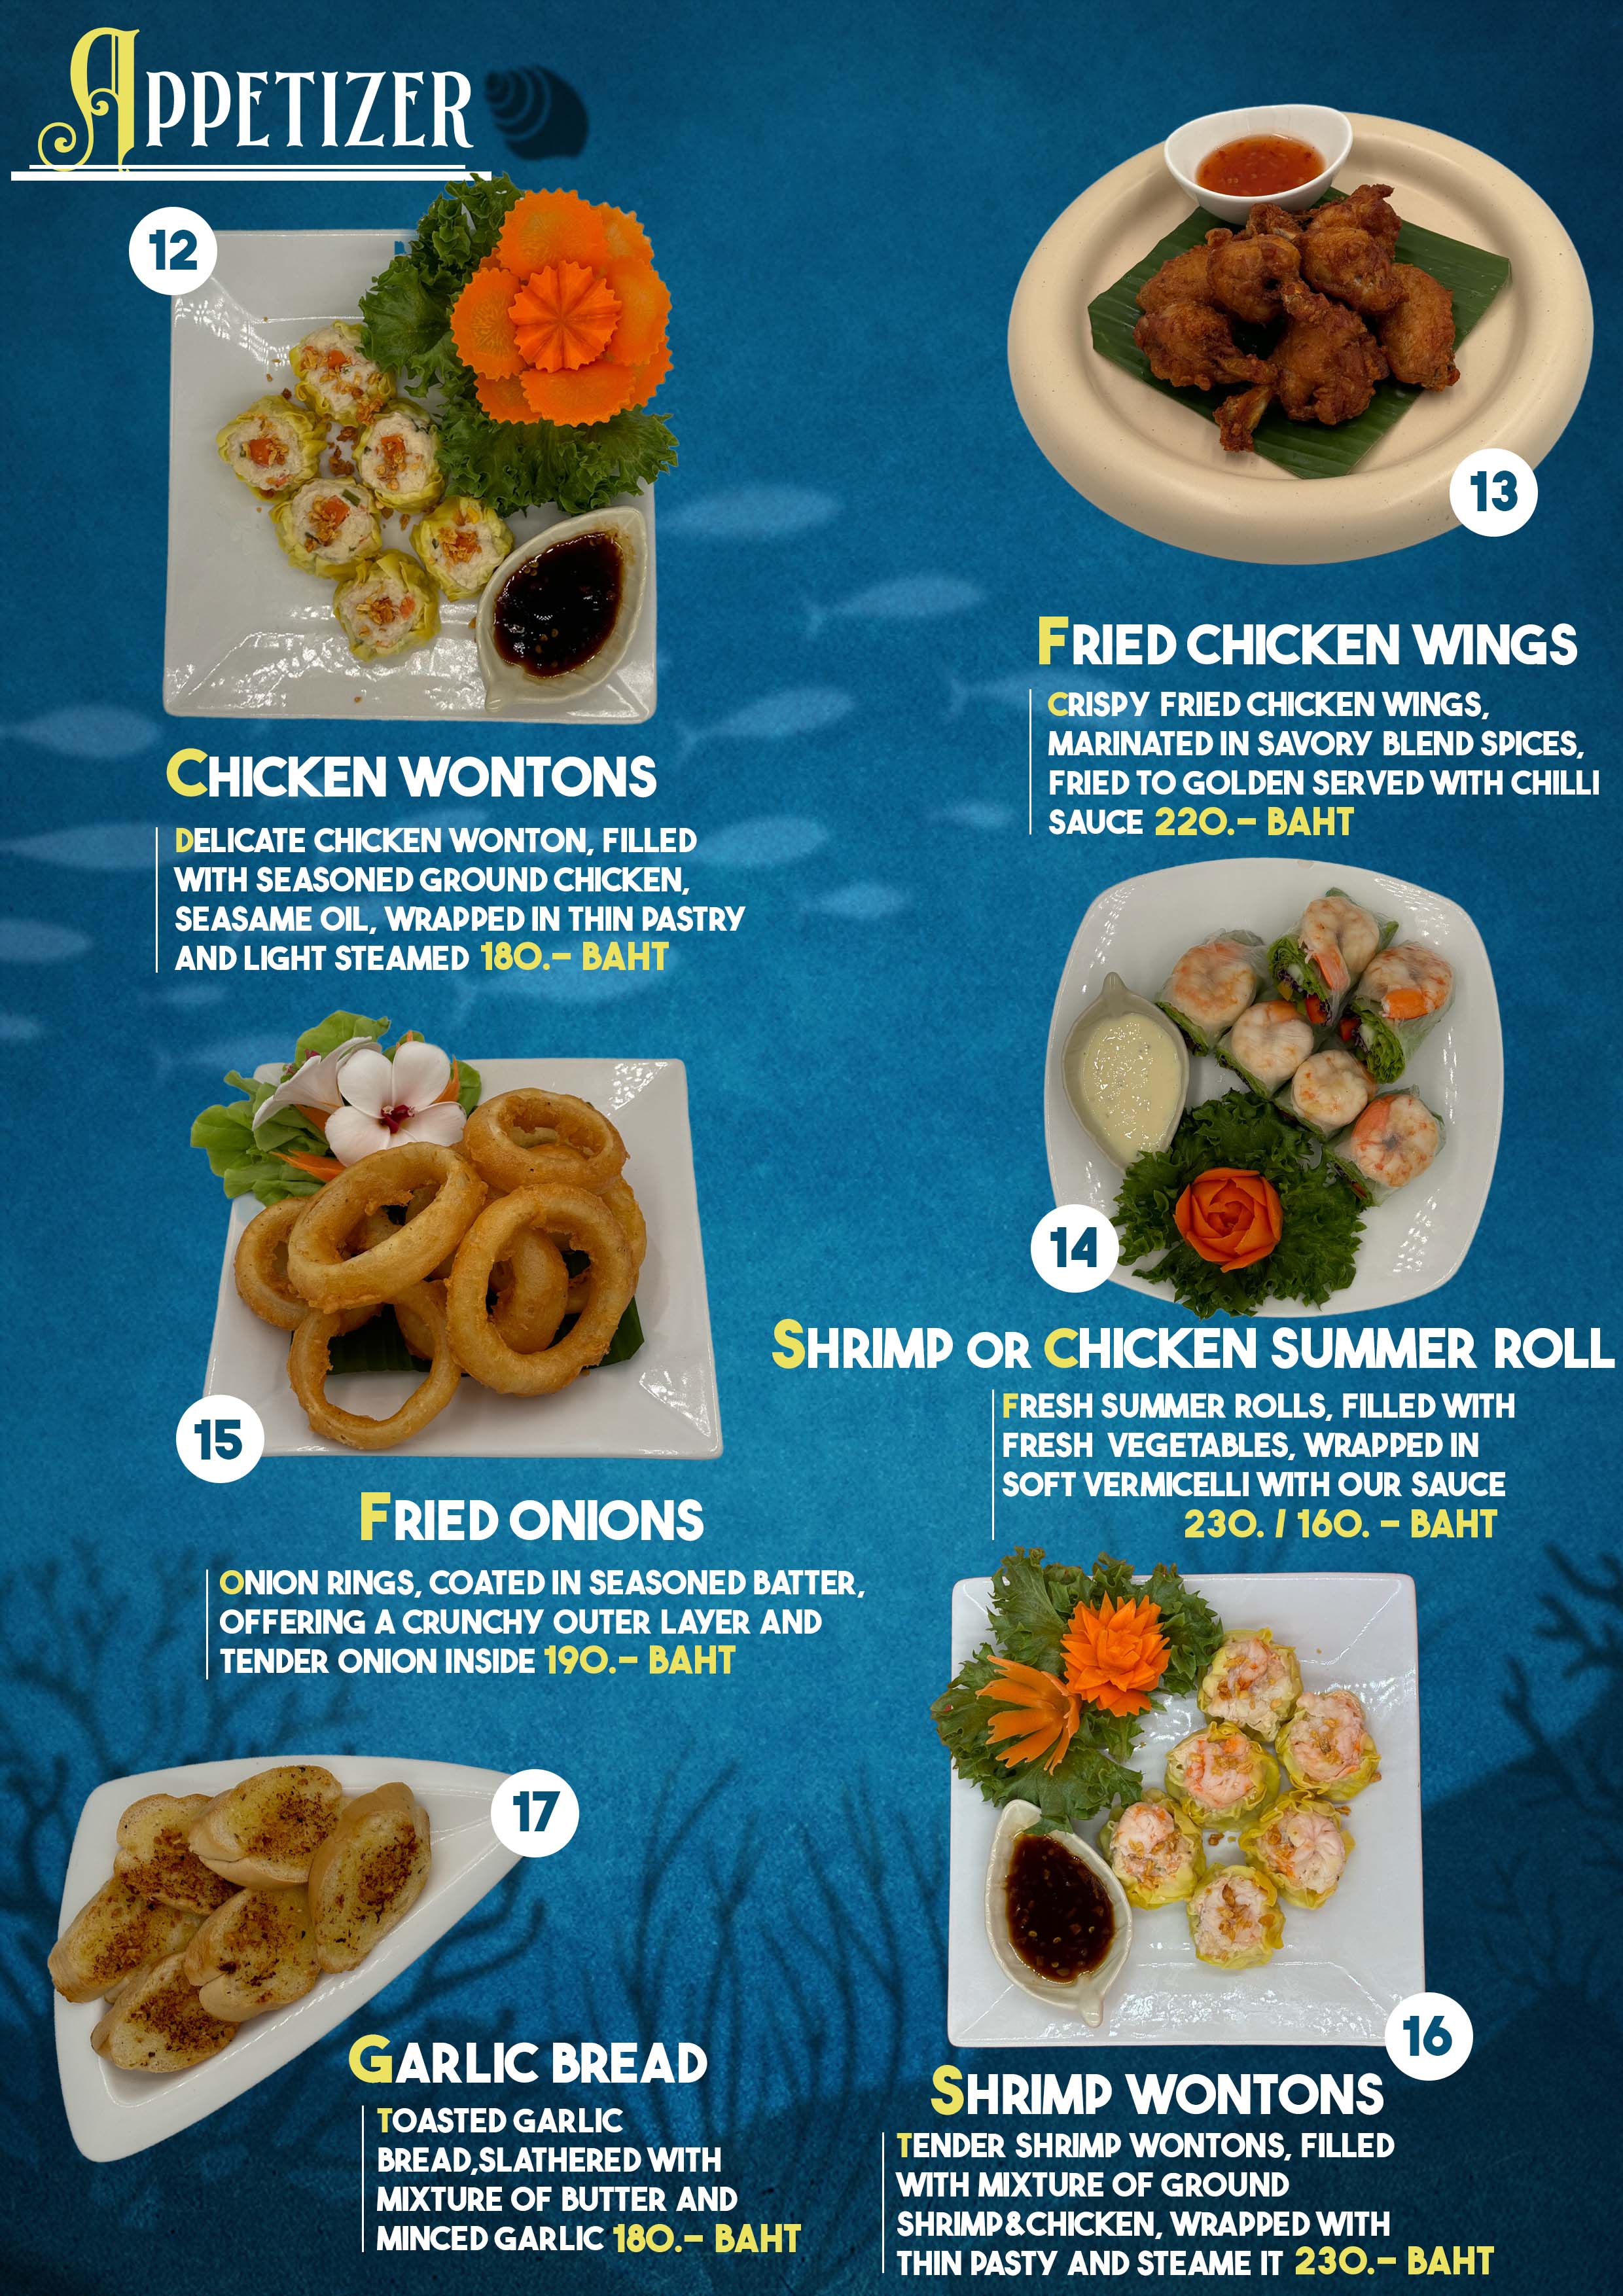 APPETIZER
12
CHICKEN WONTONS
DELICATE CHICKEN WONTON, FILLED
WITH SEASONED GROUND CHICKEN,
SEASAME OIL, WRAPPED IN THIN PASTRY
AND LIGHT STEAMED 180.- BAHT
13
FRIED CHICKEN WINGS
CRISPY FRIED CHICKEN WINGS,
MARINATED IN SAVORY BLEND SPICES,
FRIED TO GOLDEN SERVED WITH CHILLI
SAUCE 220.- BAHT
14
SHRIMP OR CHICKEN SUMMER ROLL
FRESH SUMMER ROLLS, FILLED WITH
FRESH VEGETABLES, WRAPPED IN
SOFT VERMICELLI WITH OUR SAUCE
230. / 160. - BAHT
15
FRIED ONIONS
ONION RINGS, COATED IN SEASONED BATTER,
OFFERING A CRUNCHY OUTER LAYER AND
TENDER ONION INSIDE 190.- BAHT
16
SHRIMP WONTONS
TENDER SHRIMP WONTONS, FILLED
WITH MIXTURE OF GROUND
SHRIMP&CHICKEN, WRAPPED WITH
THIN PASTY AND STEAME IT 230.- BAHT
17
GARLIC BREAD
TOASTED GARLIC
BREAD,SLATHERED WITH
MIXTURE OF BUTTER AND
MINCED GARLIC 180.- BAHT